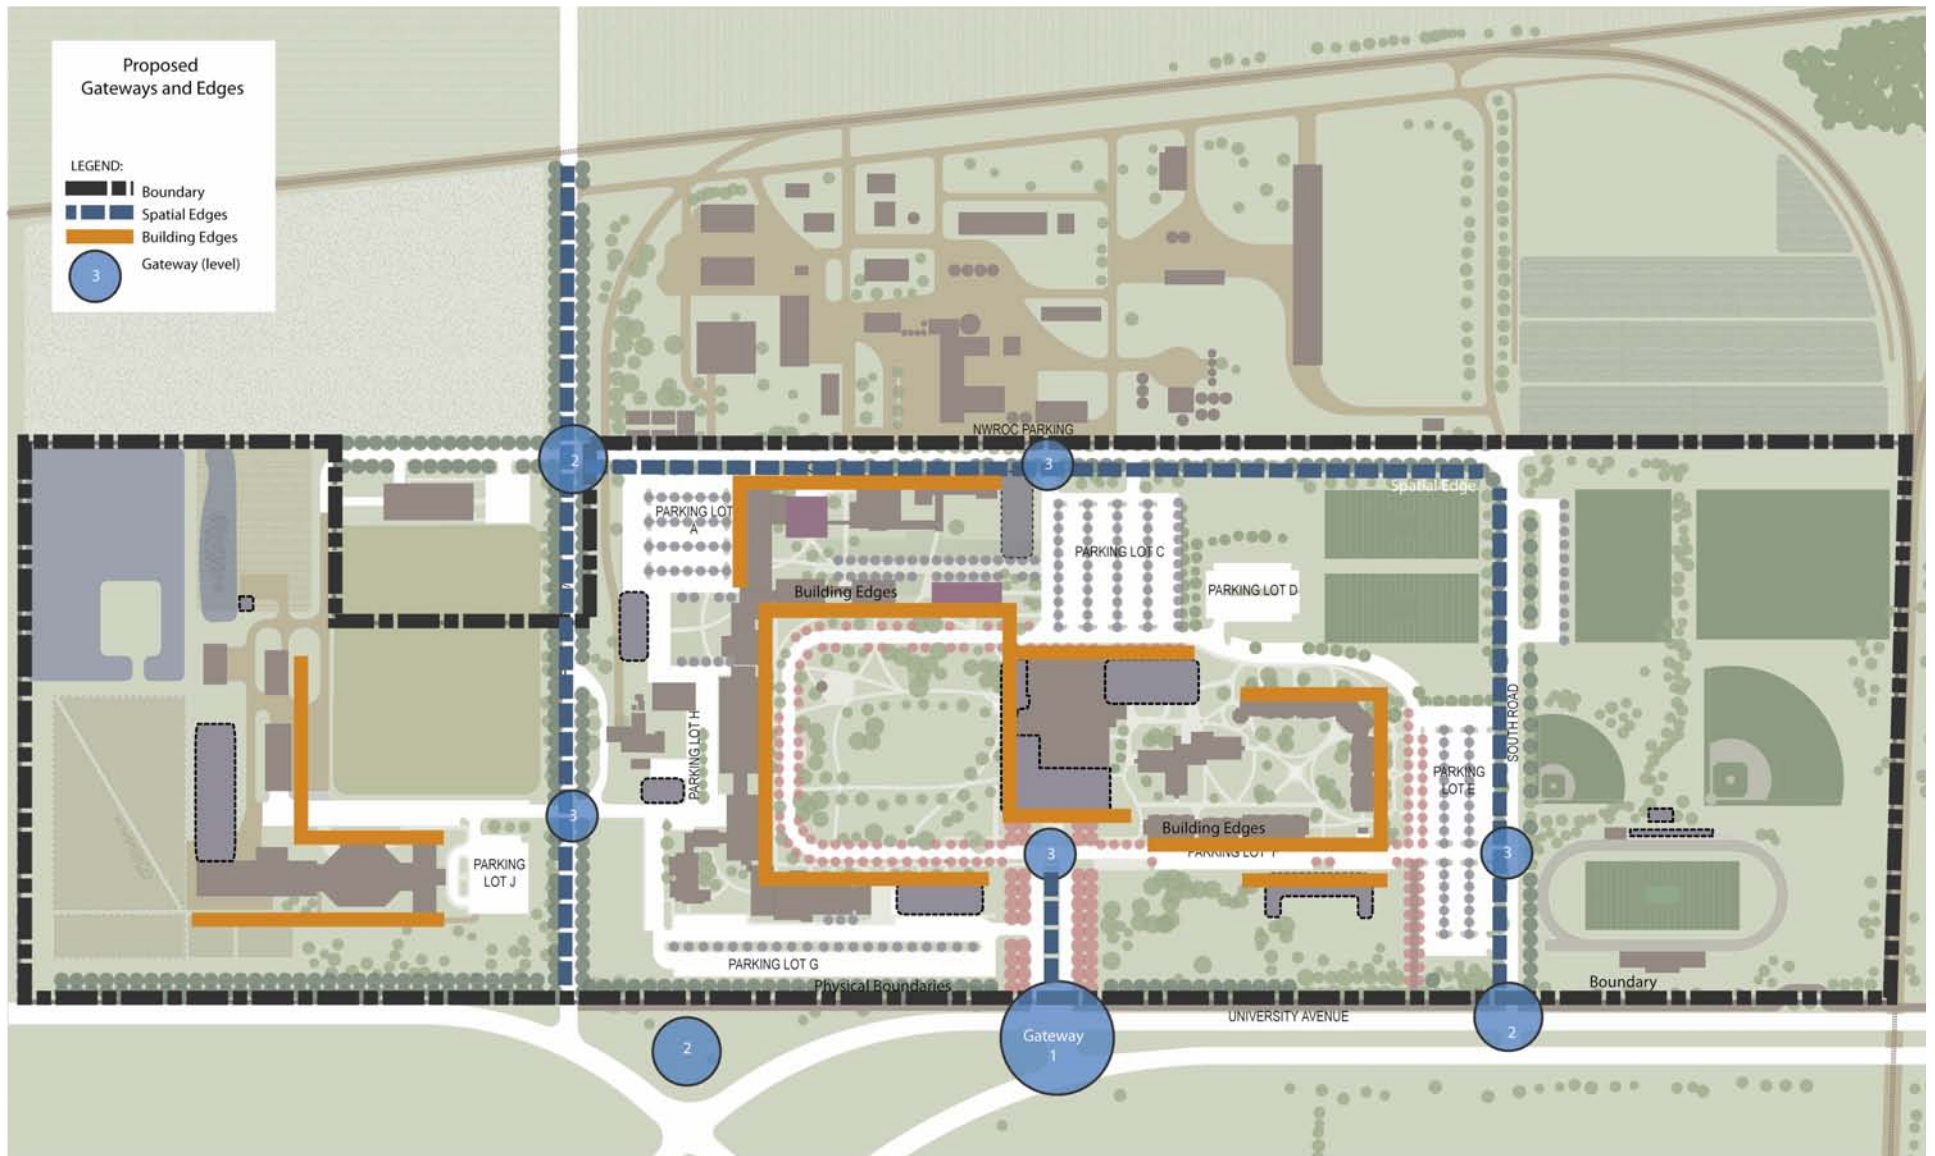 Proposed
Gateways and Edges
LEGEND:
Boundary
Spatial Edges
Building Edges
Gateway (level)
3
NWROC PARKING
2
3
Spatial Edge
PARKING LOT
A
PARKING LOT C
PARKING LOT D
Building Edges
PARKING LOT H
SOUTH ROAD
PARKING
LOT E
3
Building Edges
3
3
PARKING LOT
PARKING
LOT J
PARKING LOT G
Physical Boundaries
Boundary
UNIVERSITY AVENUE
2
Gateway
1
2